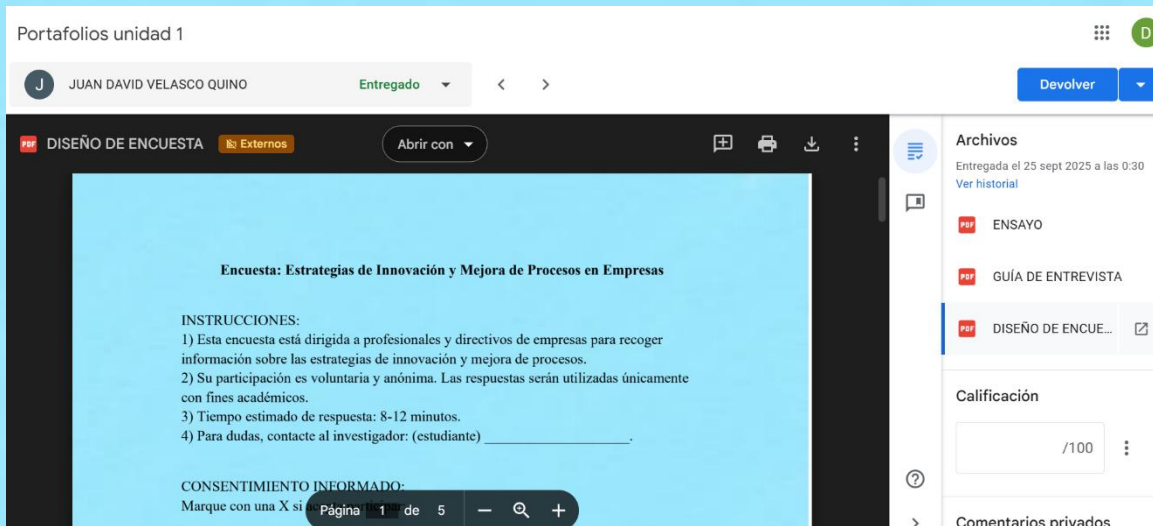 Portafolios unidad 1
D
J
JUAN DAVID VELASCO QUINO
Entregado
Devolver
PDF DISEÑO DE ENCUESTA
Externos
Abrir con
Encuesta: Estrategias de Innovación y Mejora de Procesos en Empresas
INSTRUCCIONES:
1) Esta encuesta está dirigida a profesionales y directivos de empresas para recoger
información sobre las estrategias de innovación y mejora de procesos.
2) Su participación es voluntaria y anónima. Las respuestas serán utilizadas únicamente
con fines académicos.
3) Tiempo estimado de respuesta: 8-12 minutos.
4) Para dudas, contacte al investigador: (estudiante) ____________________.
CONSENTIMIENTO INFORMADO:
Marque con una X si
Página 1 de 5
Archivos
Entregada el 25 sept 2025 a las 0:30
Ver historial
PDF ENSAYO
PDF GUÍA DE ENTREVISTA
PDF DISEÑO DE ENCUE...
Calificación
/100
Comentarios privados